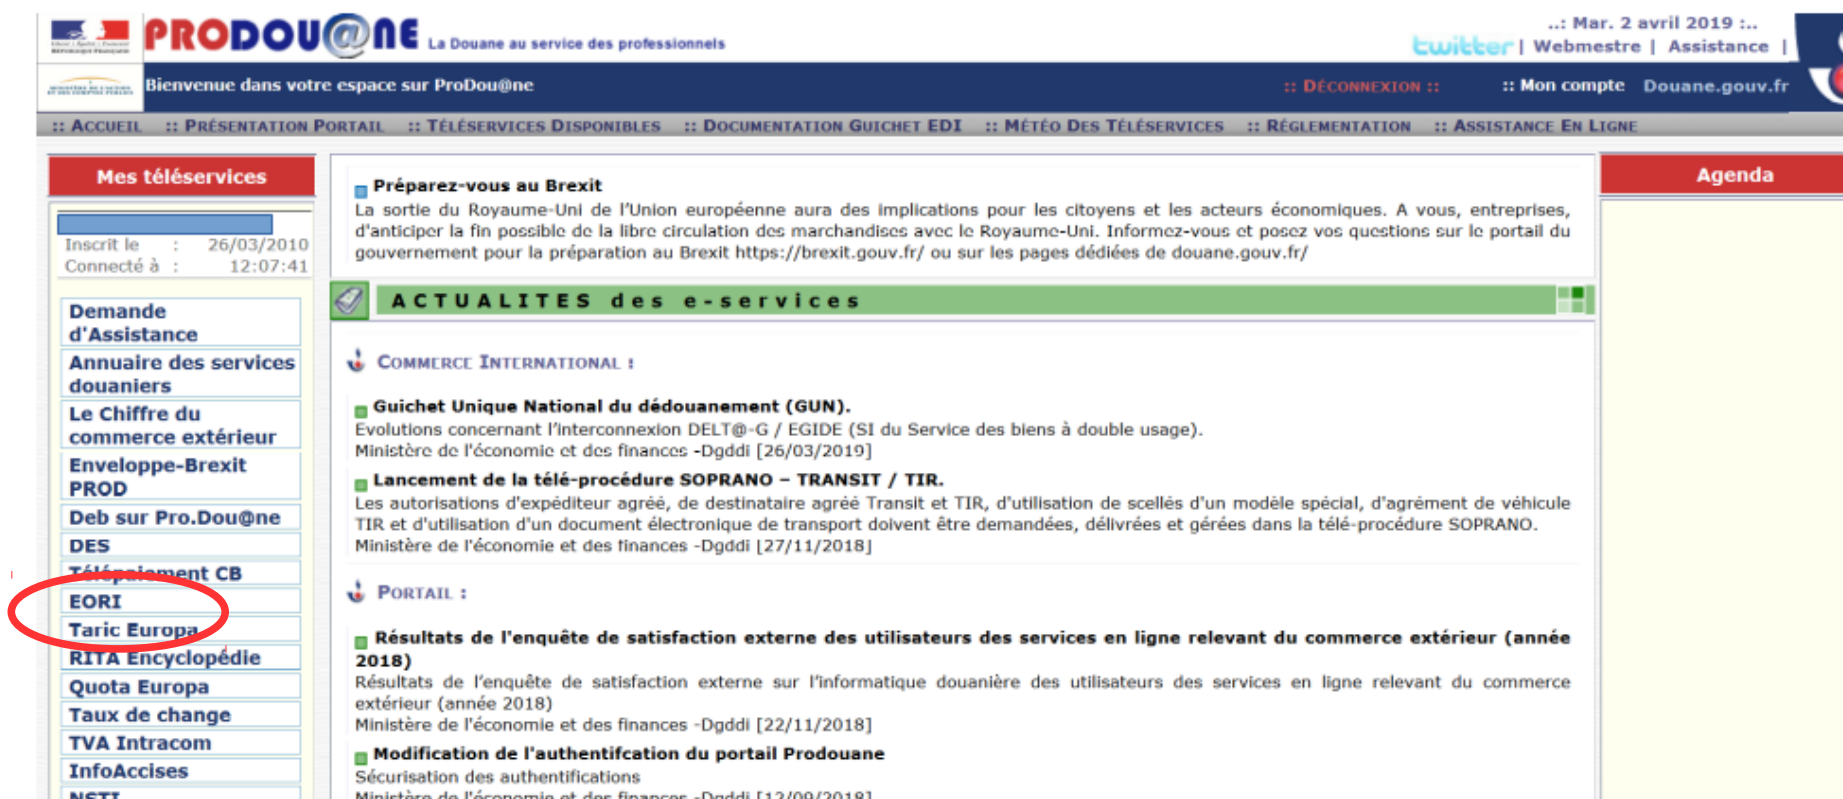 PRODOU@NE La Douane au service des professionnels
..: Mar. 2 avril 2019 :..
twitter | Webmestre | Assistance |
Bienvenue dans votre espace sur ProDou@ne
:: DÉCONNEXION ::
:: Mon compte
Douane.gouv.fr
:: ACCUEIL :: PRÉSENTATION PORTAIL :: TÉLÉSERVICES DISPONIBLES :: DOCUMENTATION GUICHET EDI :: MÉTÉO DES TÉLÉSERVICES :: RÉGLEMENTATION :: ASSISTANCE EN LIGNE
Mes téléservices
Inscrit le : 26/03/2010
Connecté à : 12:07:41
Demande
d'Assistance
Annuaire des services
douaniers
Le Chiffre du
commerce extérieur
Enveloppe-Brexit
PROD
Deb sur Pro.Dou@ne
DES
Télépaiement CB
EORI
Taric Europa
RITA Encyclopédie
Quota Europa
Taux de change
TVA Intracom
InfoAccises
NSTI
Préparez-vous au Brexit
La sortie du Royaume-Uni de l'Union européenne aura des implications pour les citoyens et les acteurs économiques. A vous, entreprises,
d'anticiper la fin possible de la libre circulation des marchandises avec le Royaume-Uni. Informez-vous et posez vos questions sur le portail du
gouvernement pour la préparation au Brexit https://brexit.gouv.fr/ ou sur les pages dédiées de douane.gouv.fr/
ACTUALITES des e-services
COMMERCE INTERNATIONAL :
Guichet Unique National du dédouanement (GUN).
Evolutions concernant l'interconnexion DELT@-G / EGIDE (SI du Service des biens à double usage).
Ministère de l'économie et des finances -Dgddi [26/03/2019]
Lancement de la télé-procédure SOPRANO – TRANSIT / TIR.
Les autorisations d'expéditeur agréé, de destinataire agréé Transit et TIR, d'utilisation de scellés d'un modèle spécial, d'agrément de véhicule
TIR et d'utilisation d'un document électronique de transport doivent être demandées, délivrées et gérées dans la télé-procédure SOPRANO.
Ministère de l'économie et des finances -Dgddi [27/11/2018]
PORTAIL :
Résultats de l'enquête de satisfaction externe des utilisateurs des services en ligne relevant du commerce extérieur (année
2018)
Résultats de l'enquête de satisfaction externe sur l'informatique douanière des utilisateurs des services en ligne relevant du commerce
extérieur (année 2018)
Ministère de l'économie et des finances -Dgddi [22/11/2018]
Modification de l'authentifcation du portail Prodouane
Sécurisation des authentifications
Ministère de l'économie et des finances -Dgddi [12/09/2018]
Agenda